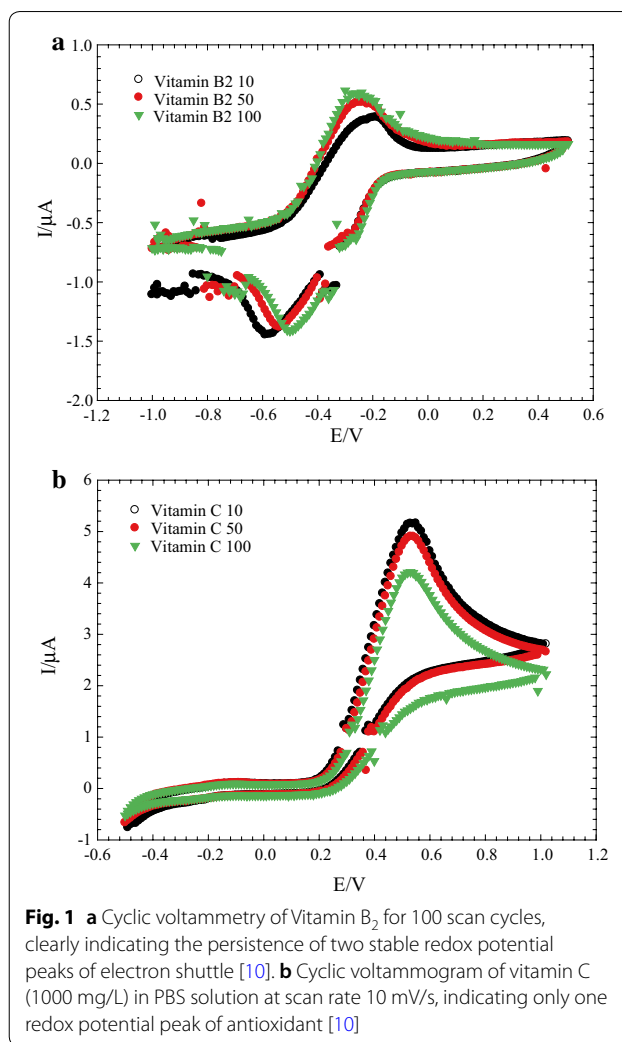 a
Vitamin B2 10
Vitamin B2 50
Vitamin B2 100
1.0
0.5
0.0
-0.5
-1.0
-1.5
-2.0
I/μA
-1.2 -1.0 -0.8 -0.6 -0.4 -0.2 0.0 0.2 0.4 0.6
E/V
b
Vitamin C 10
Vitamin C 50
Vitamin C 100
6
5
4
3
2
1
0
-1
I/μA
-0.6 -0.4 -0.2 0.0 0.2 0.4 0.6 0.8 1.0 1.2
E/V
Fig. 1 a Cyclic voltammetry of Vitamin B₂ for 100 scan cycles,
clearly indicating the persistence of two stable redox potential
peaks of electron shuttle [10]. b Cyclic voltammogram of vitamin C
(1000 mg/L) in PBS solution at scan rate 10 mV/s, indicating only one
redox potential peak of antioxidant [10]